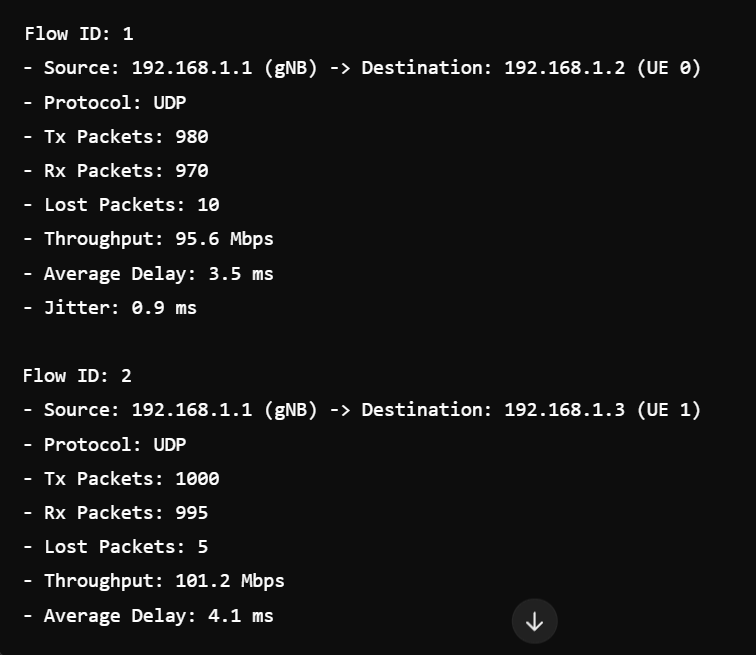 Flow ID: 1
- Source: 192.168.1.1 (gNB) -> Destination: 192.168.1.2 (UE 0)
- Protocol: UDP
- Tx Packets: 980
- Rx Packets: 970
- Lost Packets: 10
- Throughput: 95.6 Mbps
- Average Delay: 3.5 ms
- Jitter: 0.9 ms
Flow ID: 2
- Source: 192.168.1.1 (gNB) -> Destination: 192.168.1.3 (UE 1)
- Protocol: UDP
- Tx Packets: 1000
- Rx Packets: 995
- Lost Packets: 5
- Throughput: 101.2 Mbps
- Average Delay: 4.1 ms